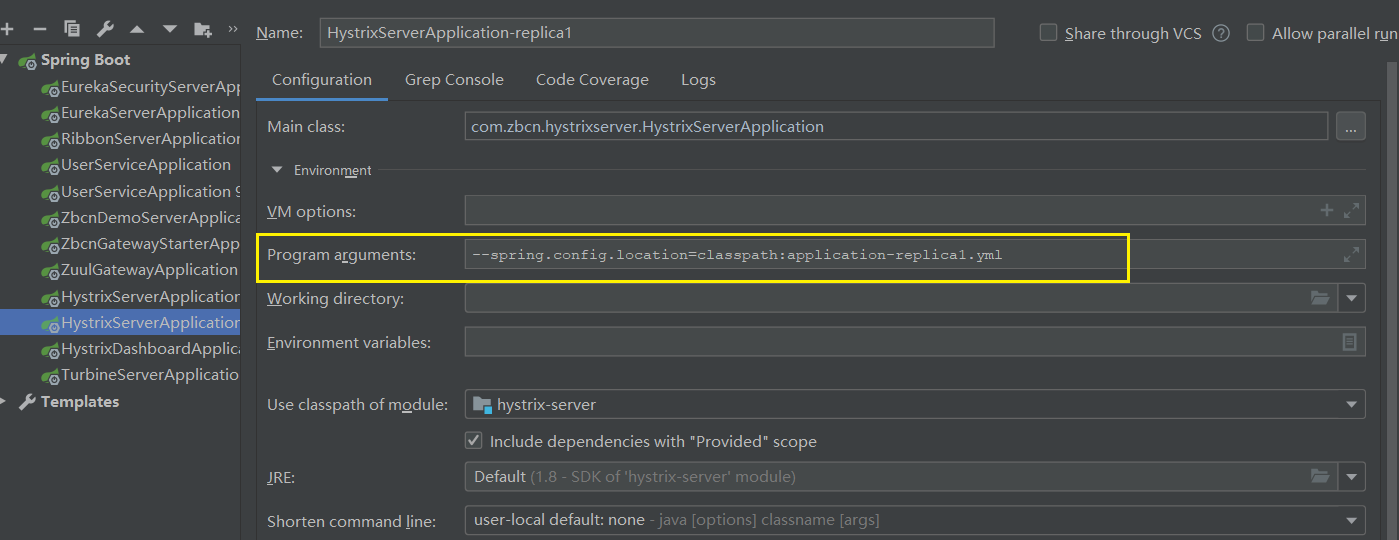 Name: HystrixServerApplication-replica1 Share through VCS Allow parallel run
Spring Boot
EurekaSecurityServerApp
EurekaServerApplication
RibbonServerApplication
UserServiceApplication
UserServiceApplication 9
ZbcnDemoServerApplica
ZbcnGatewayStarterApp
ZuulGatewayApplication
HystrixServerApplication
HystrixServerApplication
HystrixDashboardApplica
TurbineServerApplicatio
Templates
Configuration Grep Console Code Coverage Logs
Main class: com.zbcn.hystrixserver.HystrixServerApplication ...
Environment
VM options:
Program arguments: --spring.config.location=classpath:application-replica1.yml
Working directory:
Environment variables:
Use classpath of module: hystrix-server
Include dependencies with "Provided" scope
JRE: Default (1.8 - SDK of 'hystrix-server' module)
Shorten command line: user-local default: none - java [options] classname [args]